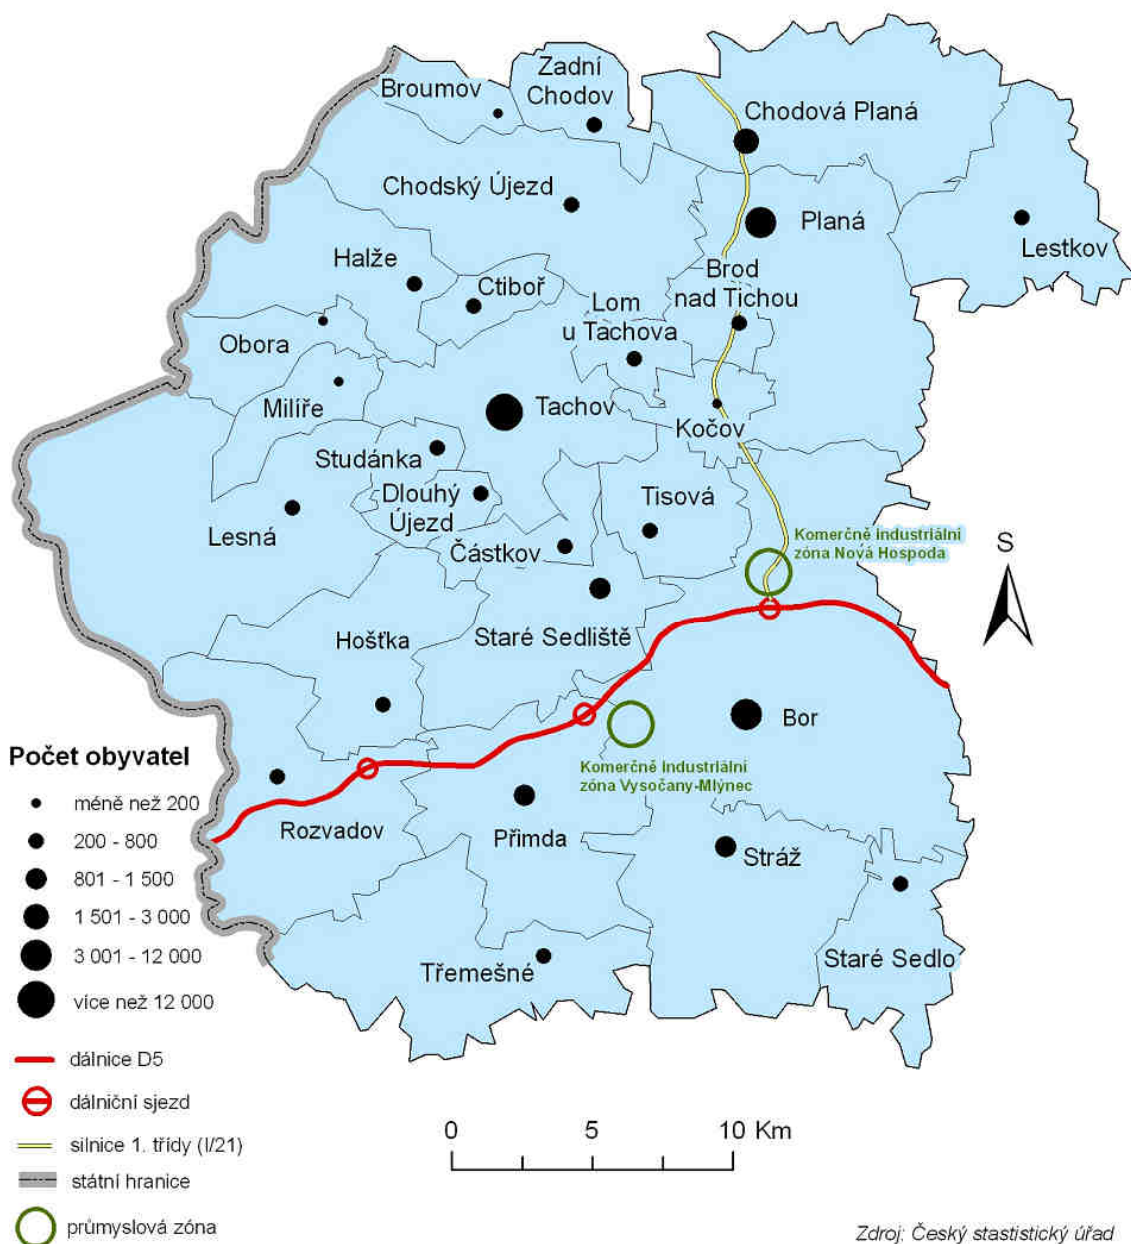 Broumov
Zadní
Chodov
Chodová Planá
Chodský Újezd
Planá
Lestkov
Halže
Ctiboř
Brod
nad Tichou
Lom
u Tachova
Obora
Milíře
Tachov
Kočov
Studánka
Dlouhý
Újezd
Tisová
Lesná
Částkov
Komerčně industriální
zóna Nová Hospoda
S
Hošťka
Staré Sedliště
Bor
Komerčně industriální
zóna Vysočany-Mlýnec
Rozvadov
Přimda
Stráž
Třemešné
Staré Sedlo
Počet obyvatel
méně než 200
200 - 800
801 - 1 500
1 501 - 3 000
3 001 - 12 000
více než 12 000
dálnice D5
dálniční sjezd
silnice 1. třídy (I/21)
státní hranice
průmyslová zóna
0 5 10 Km
Zdroj: Český stastistický úřad